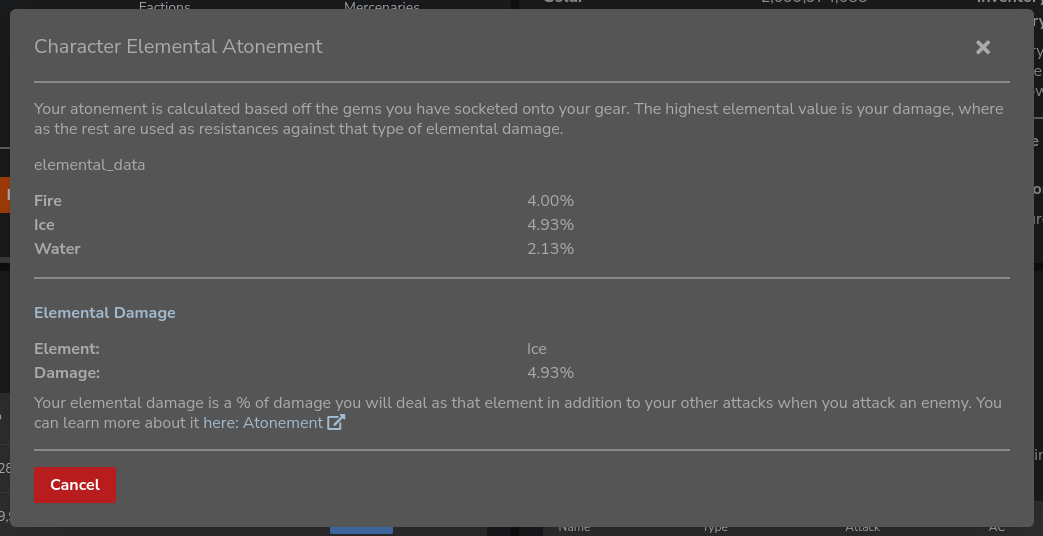 Factions Mercenaries
Character Elemental Atonement
Your atonement is calculated based off the gems you have socketed onto your gear. The highest elemental value is your damage, where
as the rest are used as resistances against that type of elemental damage.
elemental_data
Fire 4.00%
Ice 4.93%
Water 2.13%
Elemental Damage
Element: Ice
Damage: 4.93%
Your elemental damage is a % of damage you will deal as that element in addition to your other attacks when you attack an enemy. You
can learn more about it here: Atonement
Cancel
Name Type Attack AC